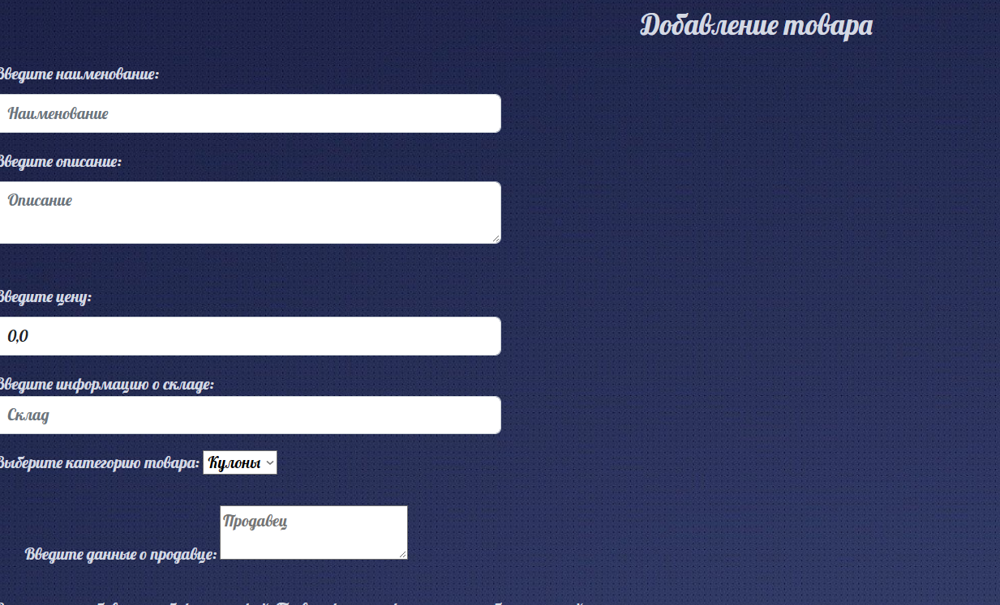 Добавление товара
Введите наименование:
Наименование
Введите описание:
Описание
Введите цену:
0,0
Введите информацию о складе:
Склад
Выберите категорию товара: Кулоны
Продавец
Введите данные о продавце: